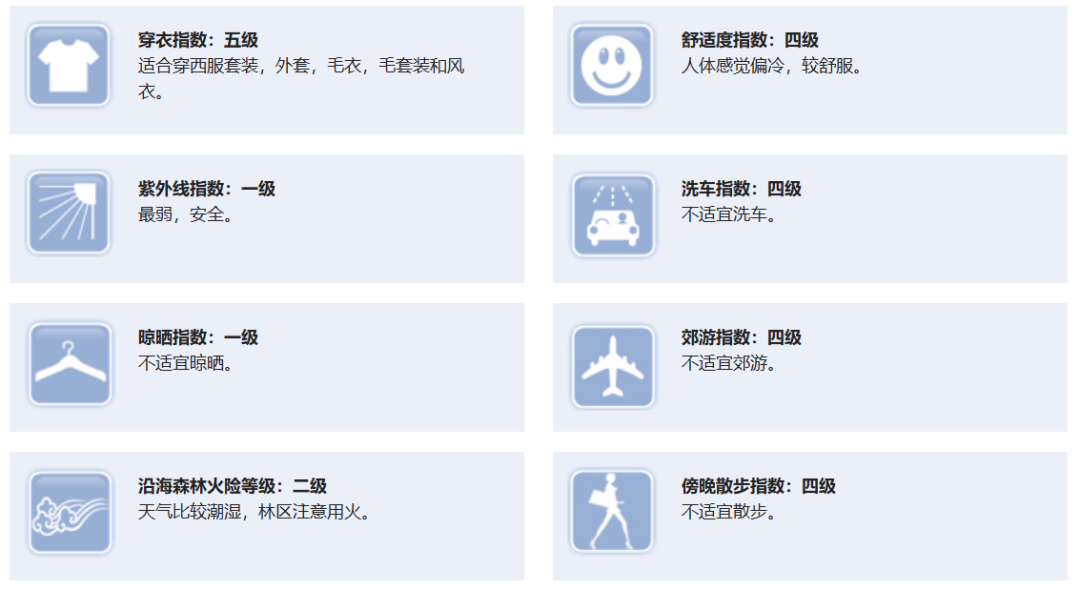 穿衣指数：五级
适合穿西服套装，外套，毛衣，毛套装和风
衣。
舒适度指数：四级
人体感觉偏冷，较舒服。
紫外线指数：一级
最弱，安全。
洗车指数：四级
不适宜洗车。
晾晒指数：一级
不适宜晾晒。
郊游指数：四级
不适宜郊游。
沿海森林火险等级：二级
天气比较潮湿，林区注意用火。
傍晚散步指数：四级
不适宜散步。